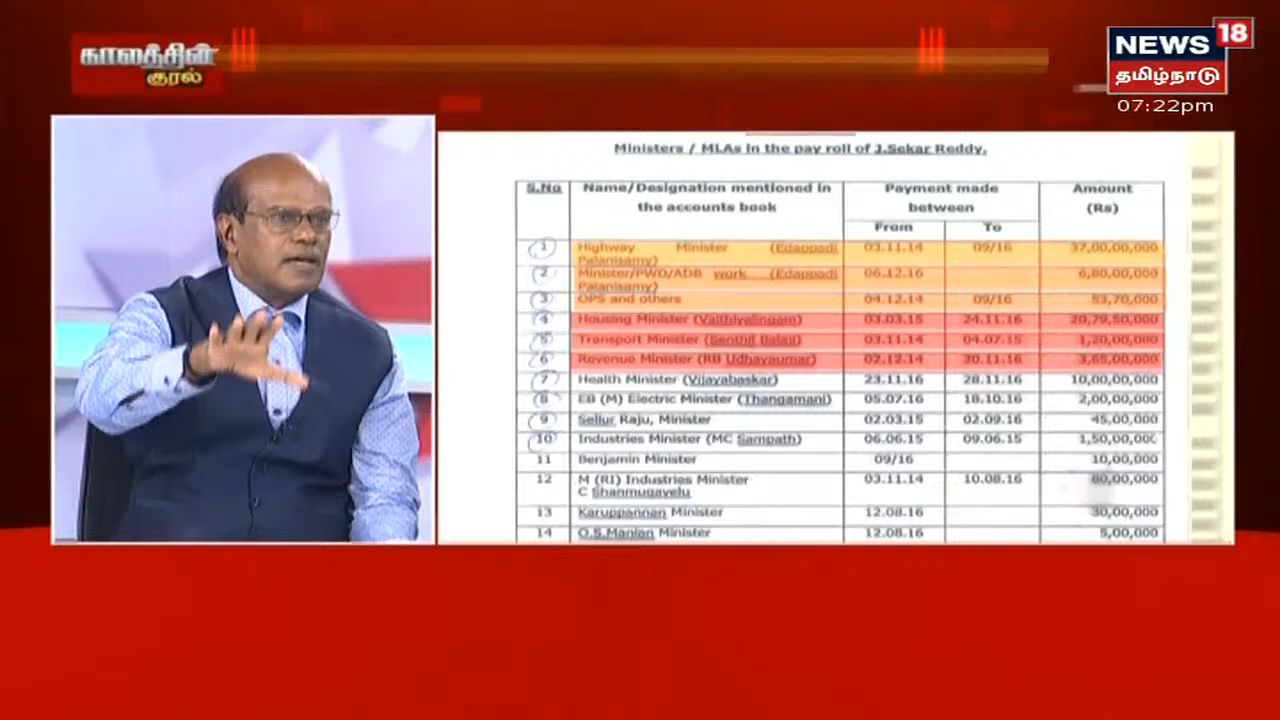 காலத்தின்
குரல்
NEWS 18
தமிழ்நாடு
07:22pm
Ministers / MLAs in the pay roll of J.Sekar Reddy.
S.No Name/Designation mentioned in the accounts book Payment made between Amount (Rs)
From To
1 Highway Minister (Edappadi Palanisamy) 03.11.14 09/16 37,00,00,000
2 Minister/PWD/ADB work (Edappadi Palanisamy) 06.12.16 6,80,00,000
3 OPS and others 04.12.14 09/16 53,70,000
4 Housing Minister (Vaithiyalingam) 03.03.15 24.11.16 20,79,50,000
5 Transport Minister (Senthil Balaji) 03.11.14 04.07.15 1,20,00,000
6 Revenue Minister (RB Udhayaumar) 02.12.14 30.11.16 3,65,00,000
7 Health Minister (Vijayabaskar) 23.11.16 28.11.16 10,00,00,000
8 EB (M) Electric Minister (Thangamani) 05.07.16 18.10.16 2,00,00,000
9 Sellur Raju, Minister 02.03.15 02.09.16 45,00,000
10 Industries Minister (MC Sampath) 06.06.15 09.06.15 1,50,00,000
11 Benjamin Minister 09/16 10,00,000
12 M (RI) Industries Minister 03.11.14 10.08.16 80,00,000
C Shanmugavelu
13 Karuppannan Minister 12.08.16 30,00,000
14 O.S.Manian Minister 12.08.16 5,00,000